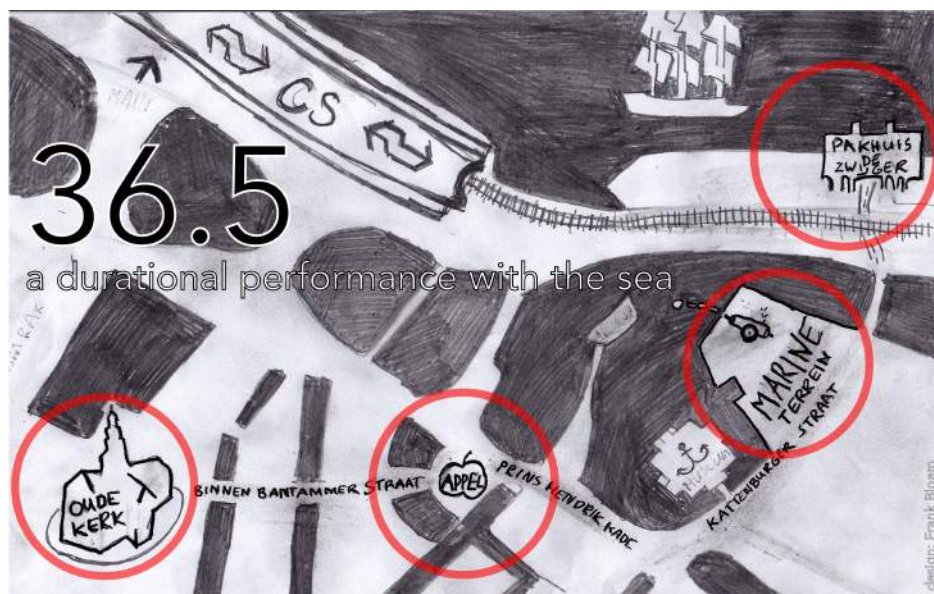 CS
PAKHUIS
DE
ZWIJGER
36.5
a durational performance with the sea
MARINE
TERREIN
OUDE
KERK
BINNEN BANTAMMER STRAAT
APPEL
PRINS HENDRIK KADE
KATTENBURGER STRAAT
design: Frank Bloem